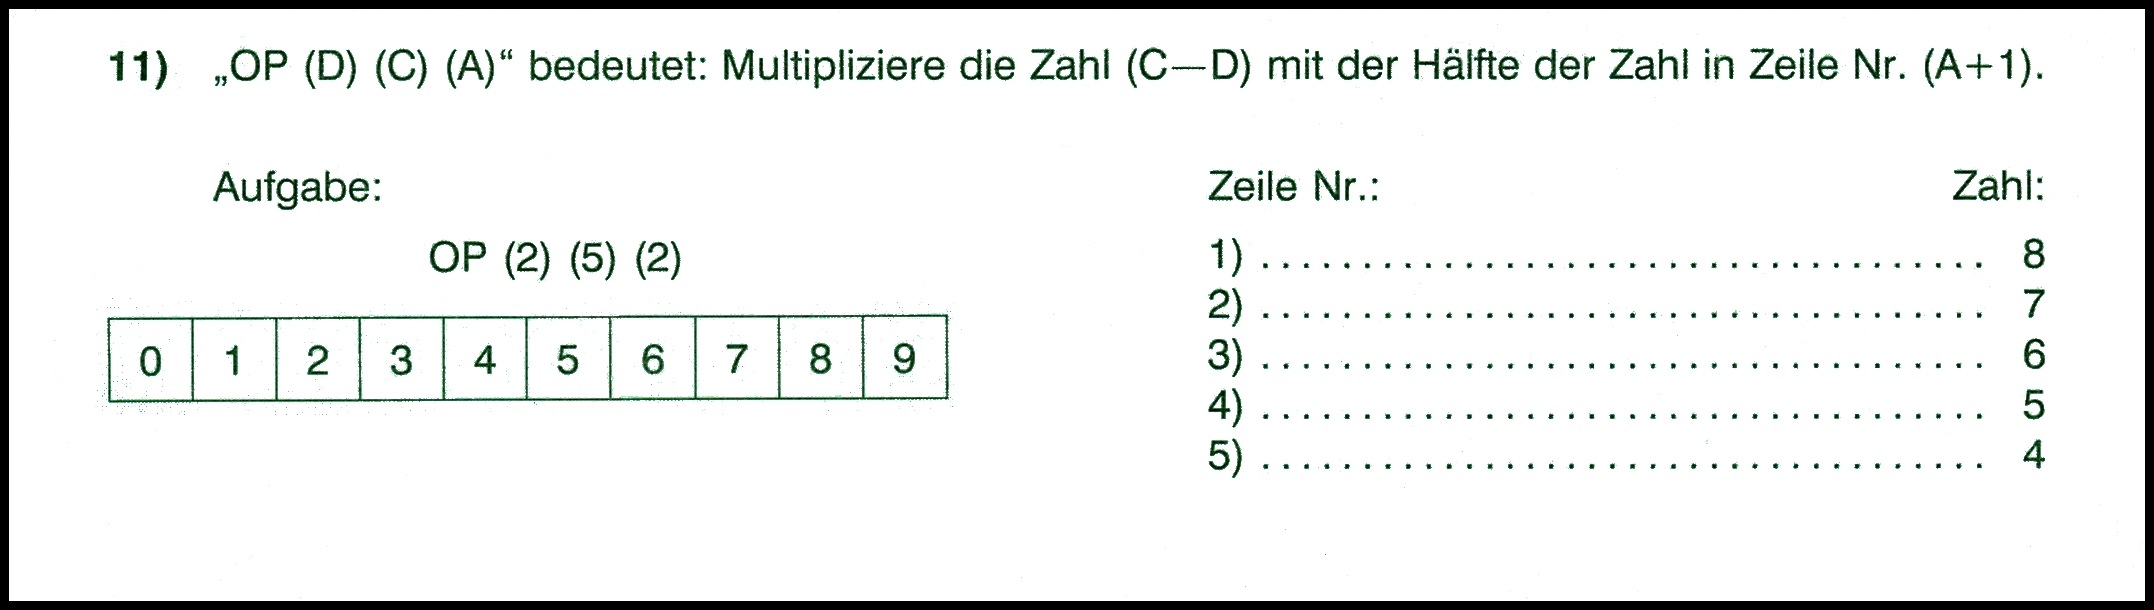 11) „OP (D) (C) (A)“ bedeutet: Multipliziere die Zahl (C—D) mit der Hälfte der Zahl in Zeile Nr. (A+1).
Aufgabe:
OP (2) (5) (2)
0 1 2 3 4 5 6 7 8 9
Zeile Nr.: Zahl:
1) .................................... 8
2) .................................... 7
3) .................................... 6
4) .................................... 5
5) .................................... 4